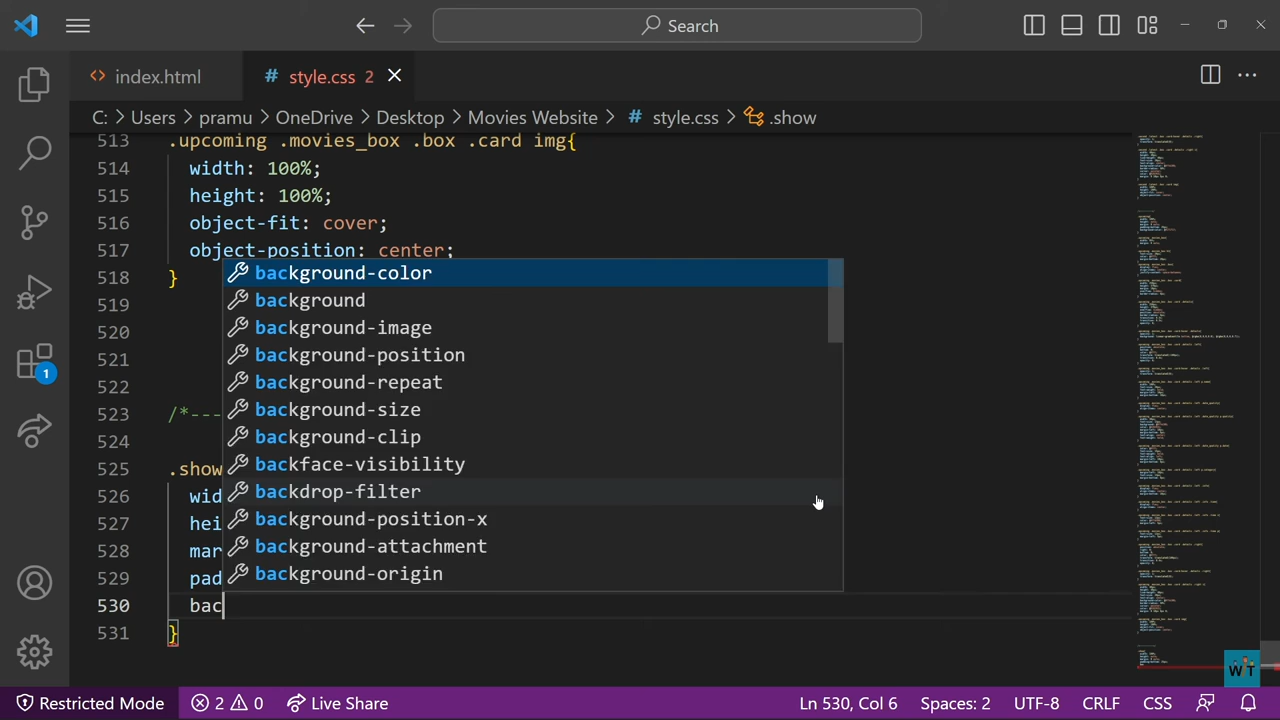 Search
index.html
# style.css 2
C: > Users > pramu > OneDrive > Desktop > Movies Website > # style.css > .show
513 .upcoming .movies_box .box .card img{
514 width: 100%;
515 height: 100%;
516 object-fit: cover;
517 object-position: center
518 }
background-color
519 background
520 background-image
521 background-position
522 background-repeat
background-size
523 /*---
524 background-clip
525 .show backface-visibility
526 wid backdrop-filter
527 hei background-position-x
528 mar background-attachment
529 pad background-origin
530 bac
531 }
1
WT
Restricted Mode 2 0 Live Share Ln 530, Col 6 Spaces: 2 UTF-8 CRLF CSS